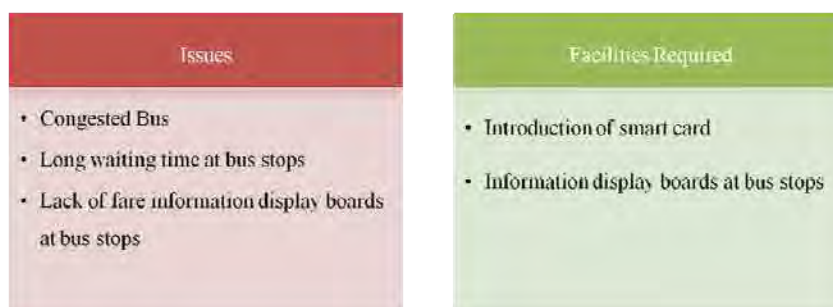 Issues
• Congested Bus
• Long waiting time at bus stops
• Lack of fare information display boards
at bus stops
Facilities Required
• Introduction of smart card
• Information display boards at bus stops